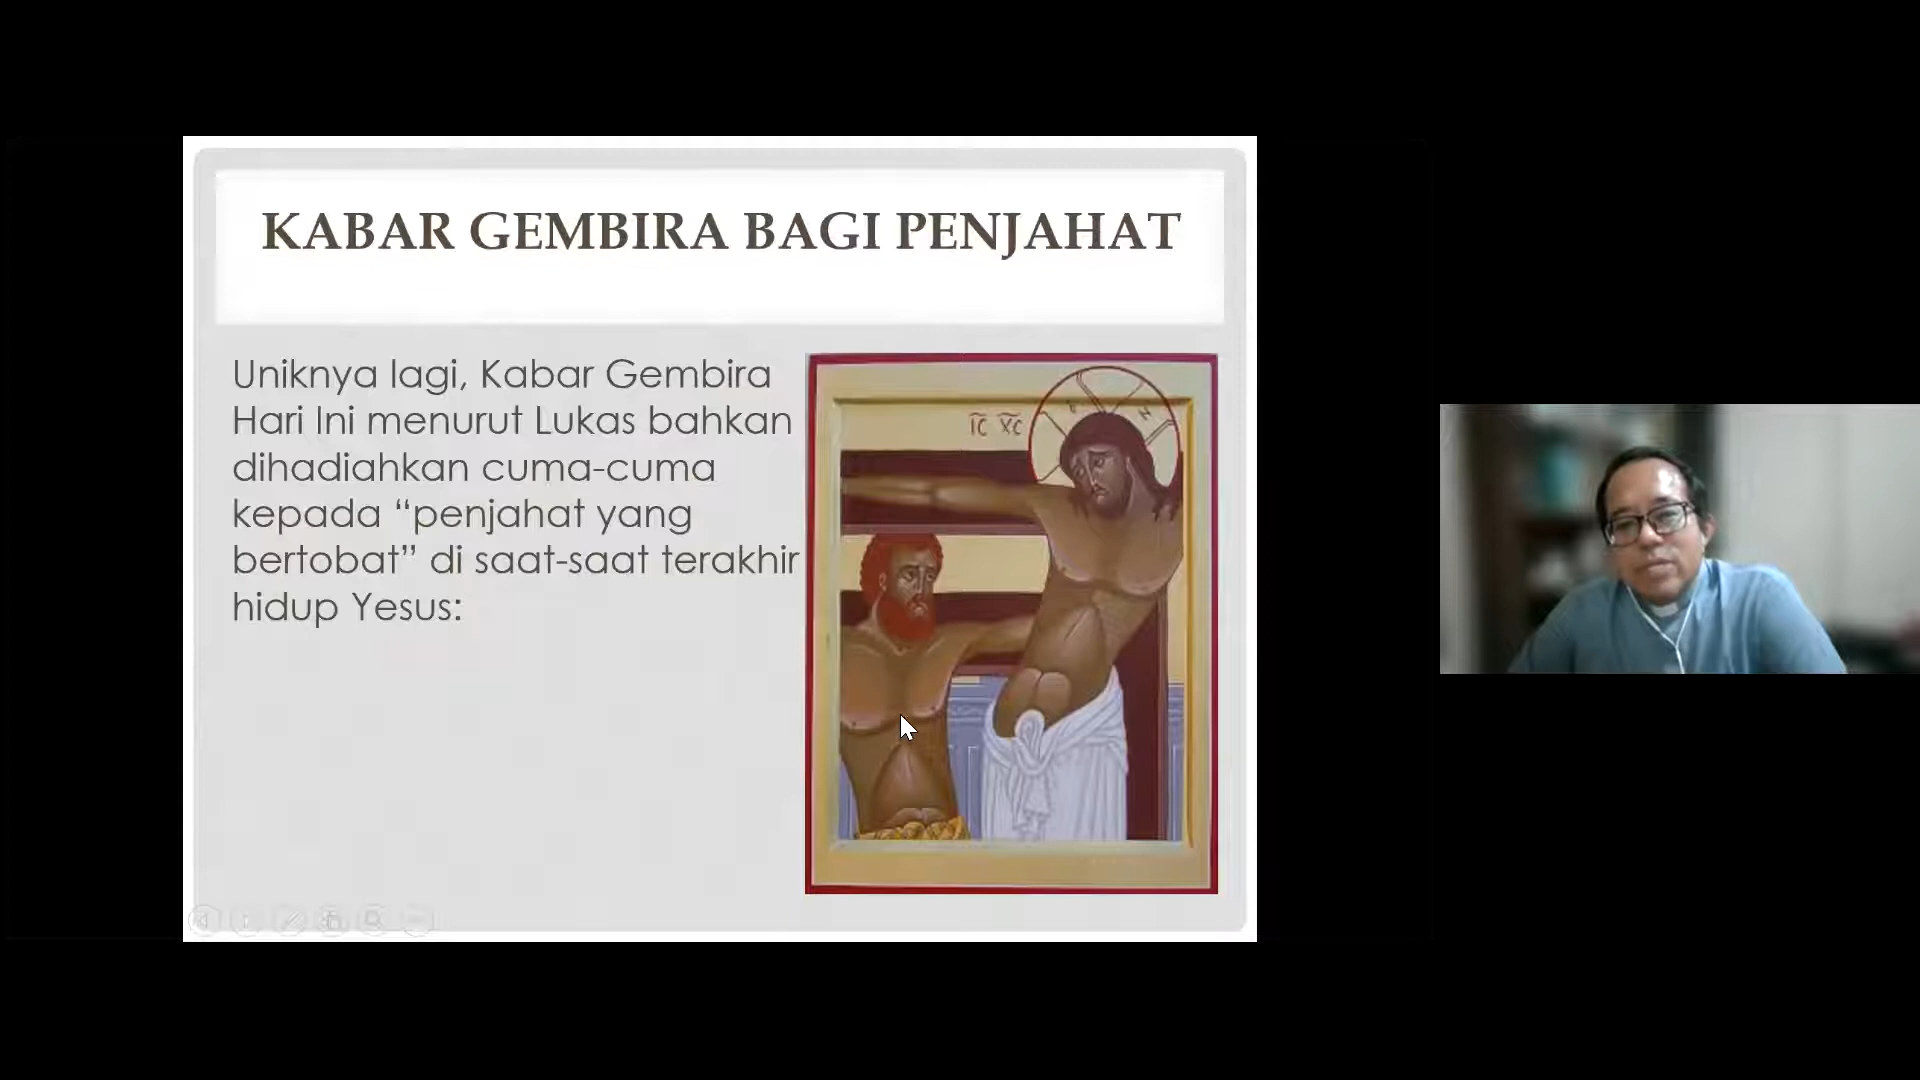 KABAR GEMBIRA BAGI PENJAHAT
Uniknya lagi, Kabar Gembira
Hari Ini menurut Lukas bahkan
dihadiahkan cuma-cuma
kepada “penjahat yang
bertobat” di saat-saat terakhir
hidup Yesus:
IC XC